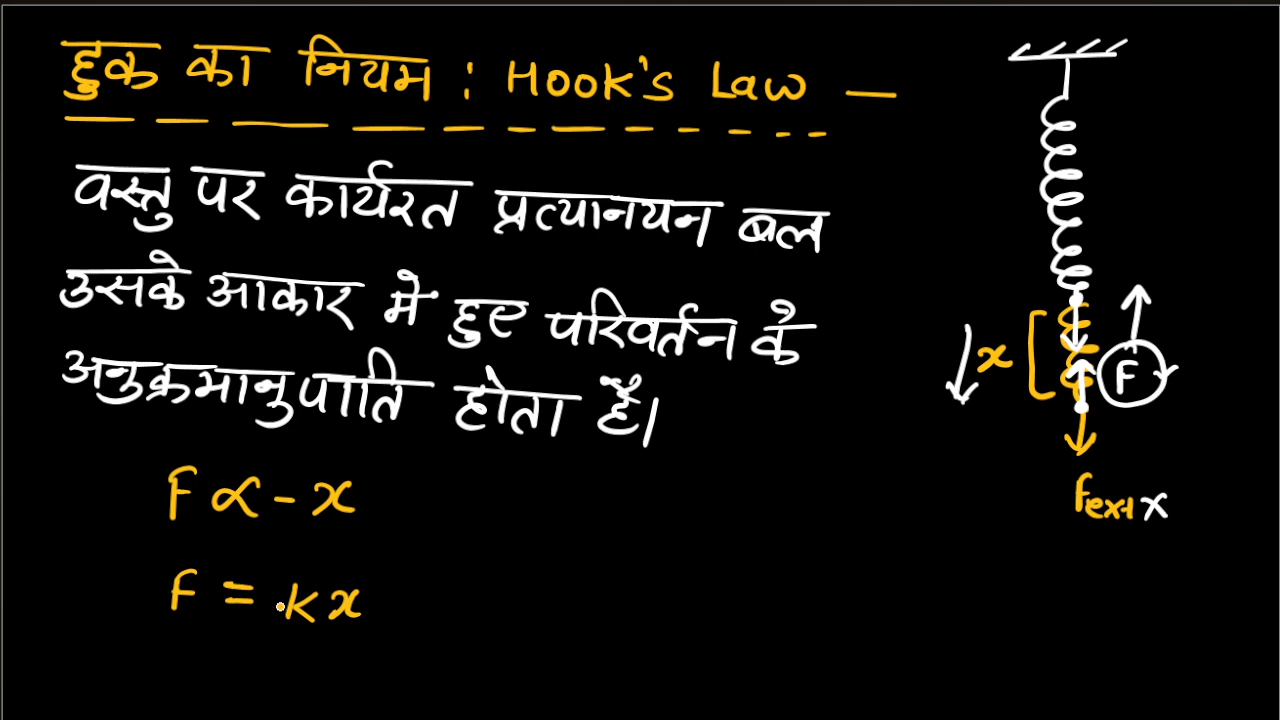 हुक का नियम : Hook's Law —
वस्तु पर कार्यरत प्रत्यानयन बल
उसके आकार में हुए परिवर्तन के
अनुक्रमानुपाति होता है।
F ∝ - x
F = kx
x
F
Fext x